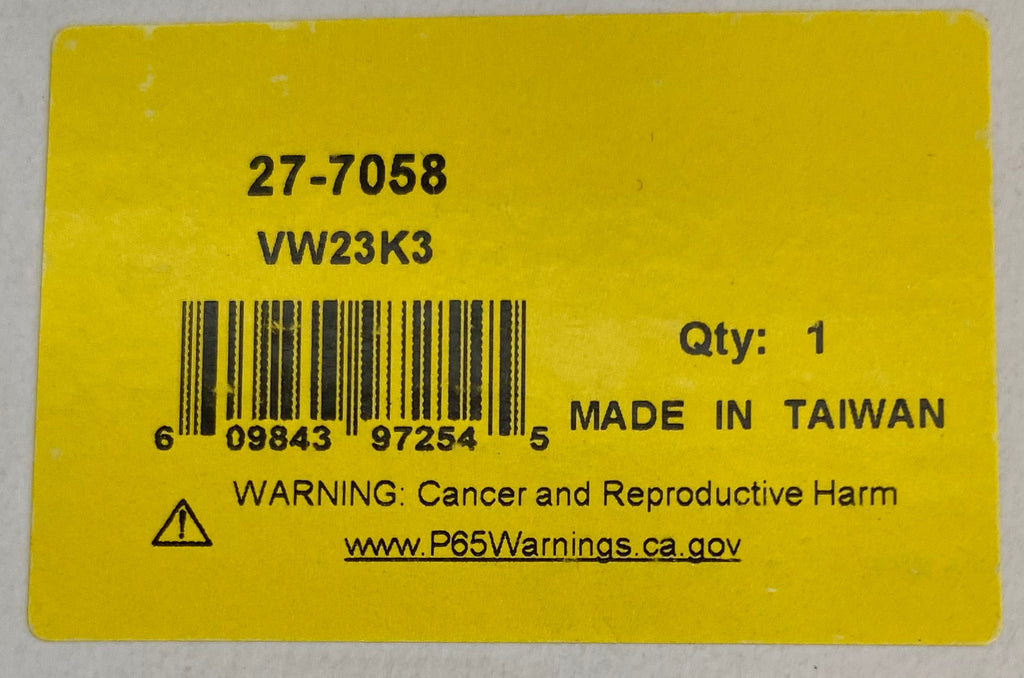 27-7058
VW23K3
Qty: 1
6 09843 97254 5
MADE IN TAIWAN
WARNING: Cancer and Reproductive Harm
www.P65Warnings.ca.gov